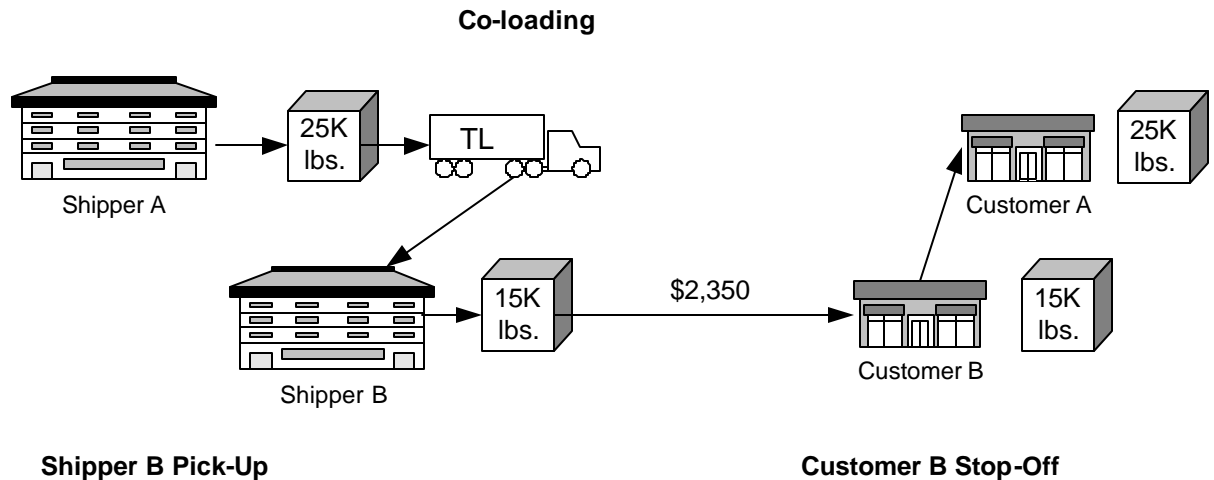 Co-loading
25K
lbs.
TL
25K
lbs.
Shipper A
Customer A
15K
lbs.
$2,350
15K
lbs.
Shipper B
Customer B
Shipper B Pick-Up
Customer B Stop-Off